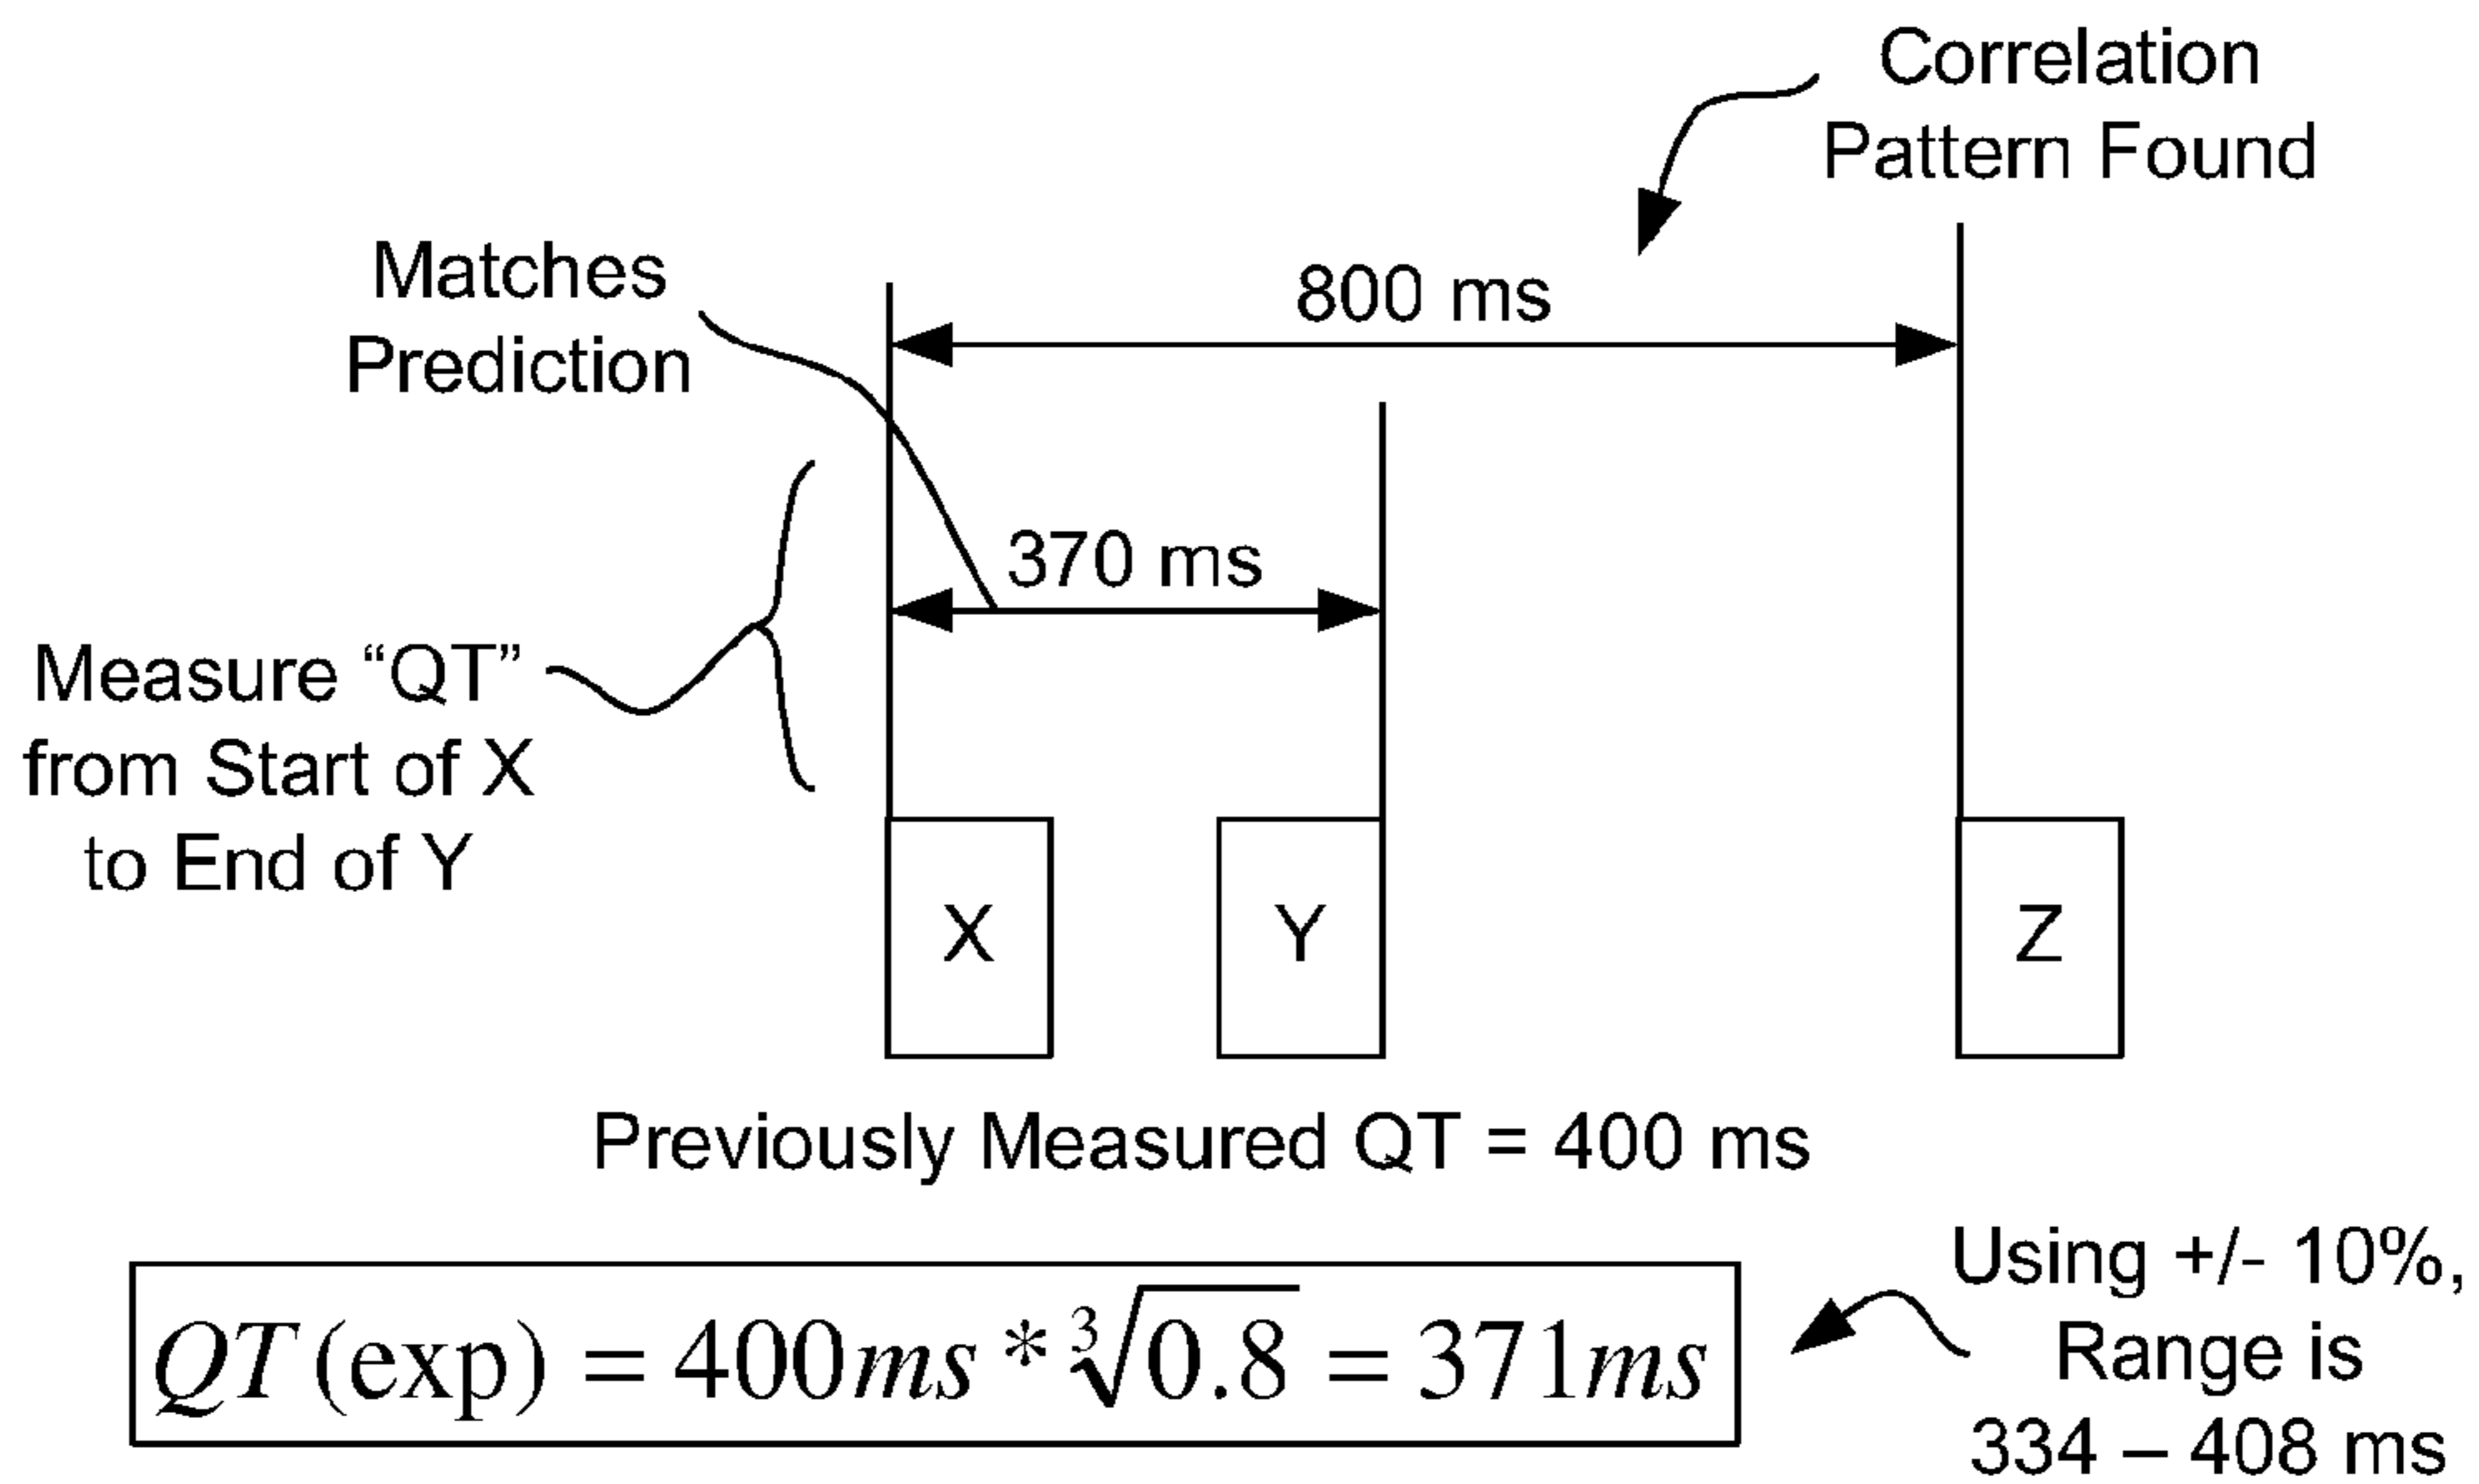 Correlation
Pattern Found
Matches
Prediction
800 ms
370 ms
Measure “QT”
from Start of X
to End of Y
X
Y
Z
Previously Measured QT = 400 ms
QT(exp) = 400ms * ∛0.8 = 371ms
Using +/- 10%,
Range is
334 – 408 ms